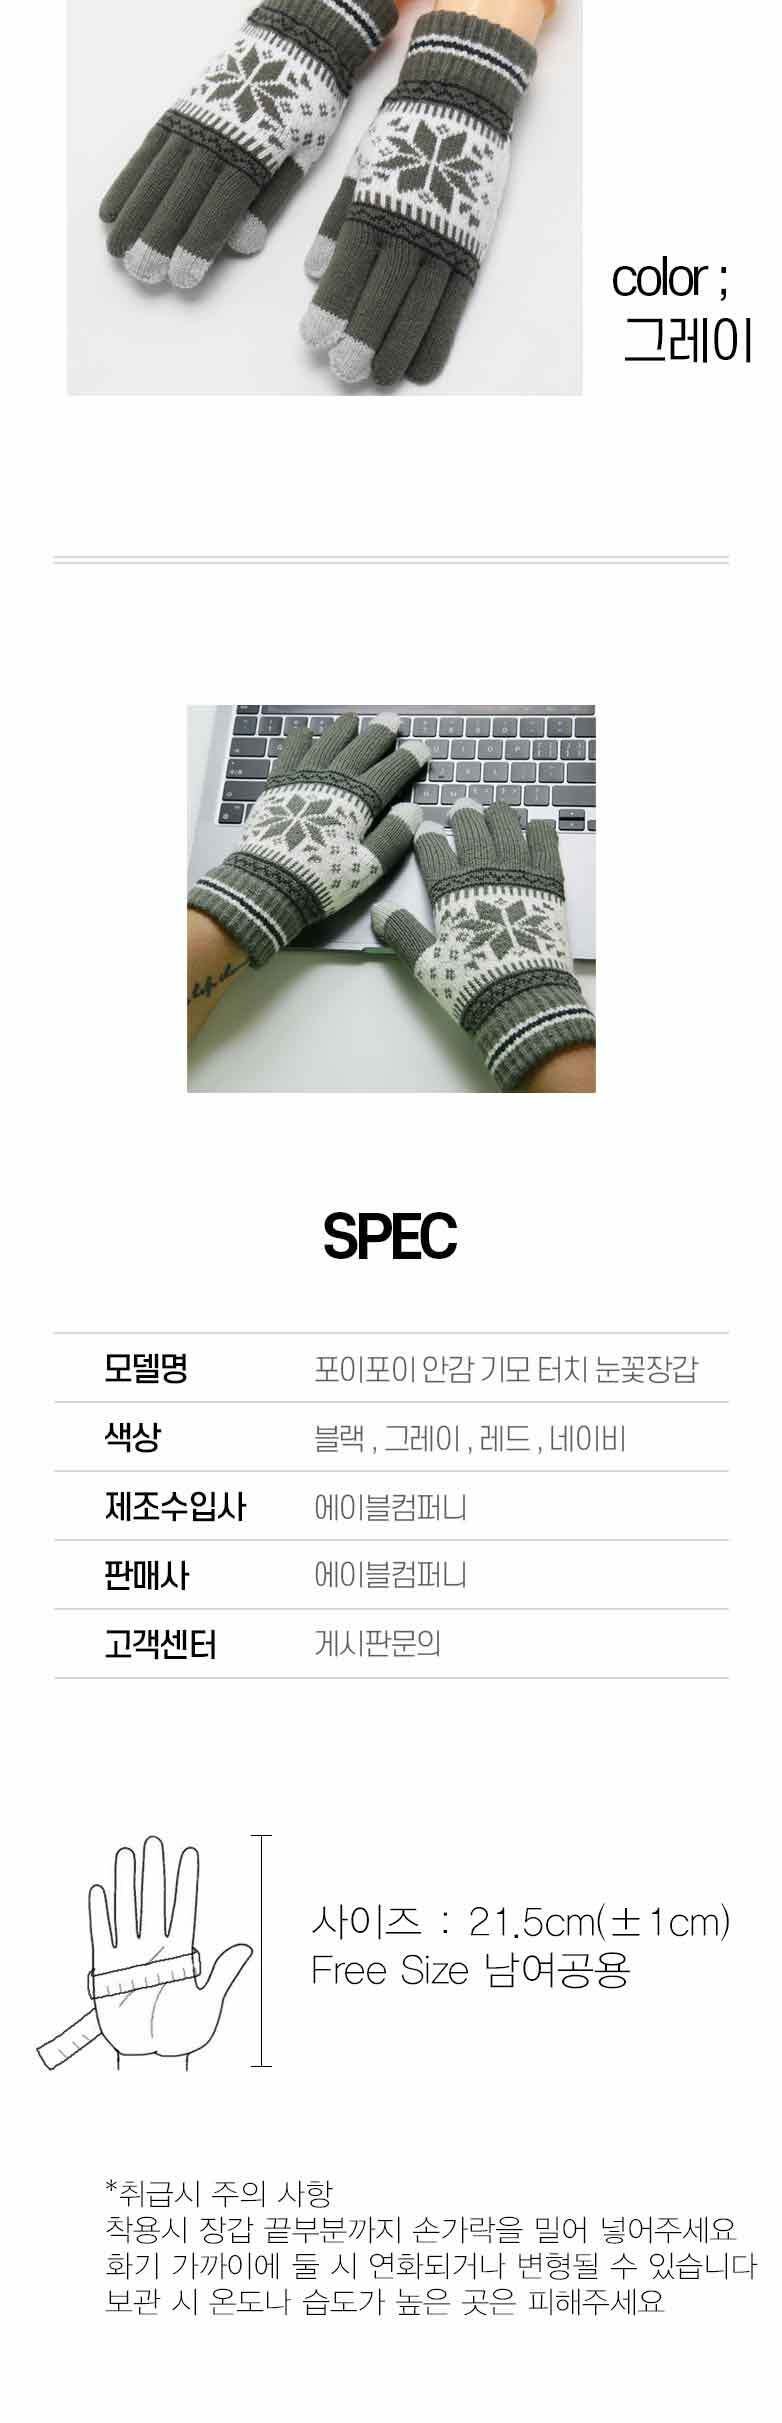 color ;
그레이
SPEC
모델명 포이포이 안감 기모 터치 눈꽃장갑
색상 블랙 , 그레이 , 레드 , 네이비
제조수입사 에이블컴퍼니
판매사 에이블컴퍼니
고객센터 게시판문의
사이즈 : 21.5cm(±1cm)
Free Size 남여공용
*취급시 주의 사항
착용시 장갑 끝부분까지 손가락을 밀어 넣어주세요
화기 가까이에 둘 시 연화되거나 변형될 수 있습니다
보관 시 온도나 습도가 높은 곳은 피해주세요